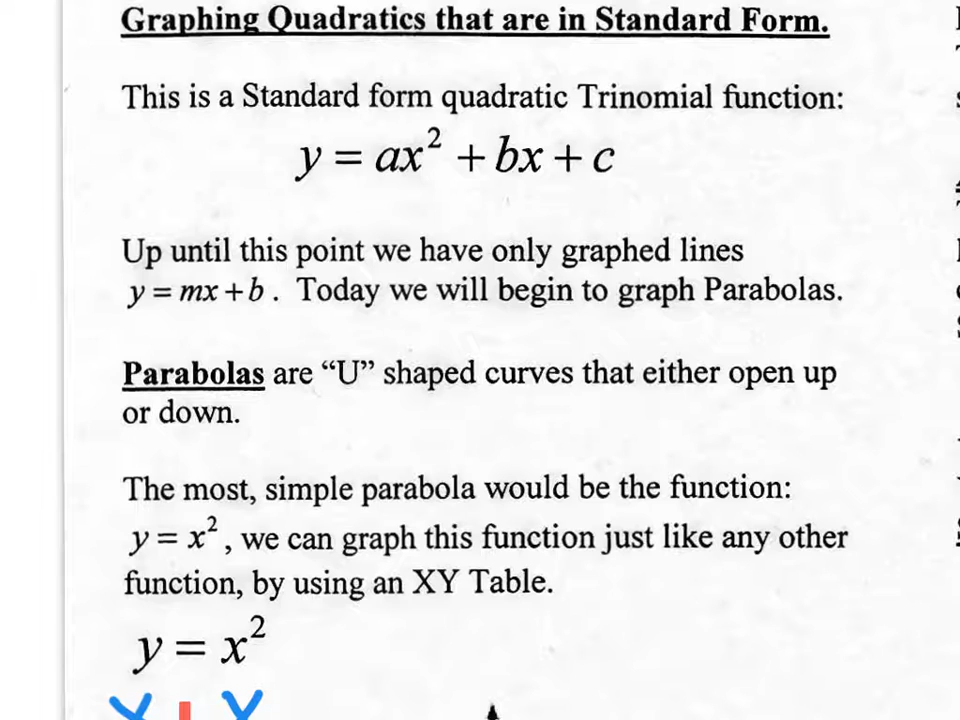 Graphing Quadratics that are in Standard Form.
This is a Standard form quadratic Trinomial function:
y = ax² + bx + c
Up until this point we have only graphed lines
y = mx + b . Today we will begin to graph Parabolas.
Parabolas are “U” shaped curves that either open up
or down.
The most, simple parabola would be the function:
y = x² , we can graph this function just like any other
function, by using an XY Table.
y = x²